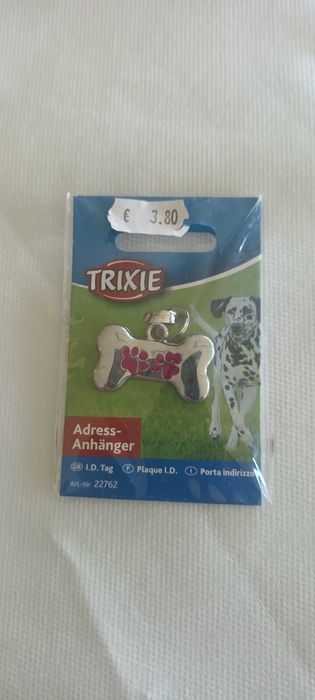 € 3.80
TRIXIE
Adress-
Anhänger
GB I.D. Tag F Plaque I.D. I Porta indirizzo
Art.-Nr. 22762